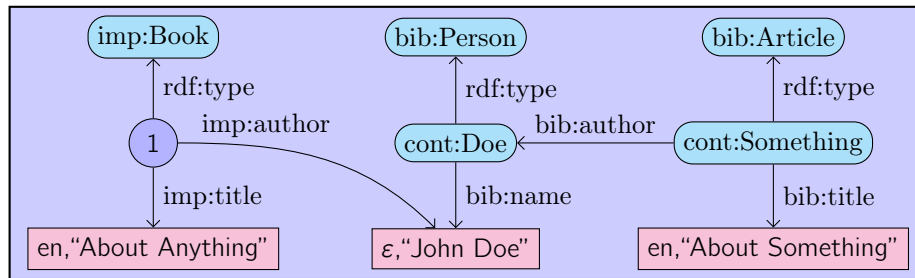 imp:Book
bib:Person
bib:Article
rdf:type
rdf:type
rdf:type
imp:author
bib:author
1
cont:Doe
cont:Something
imp:title
bib:name
bib:title
en,“About Anything”
ε,“John Doe”
en,“About Something”